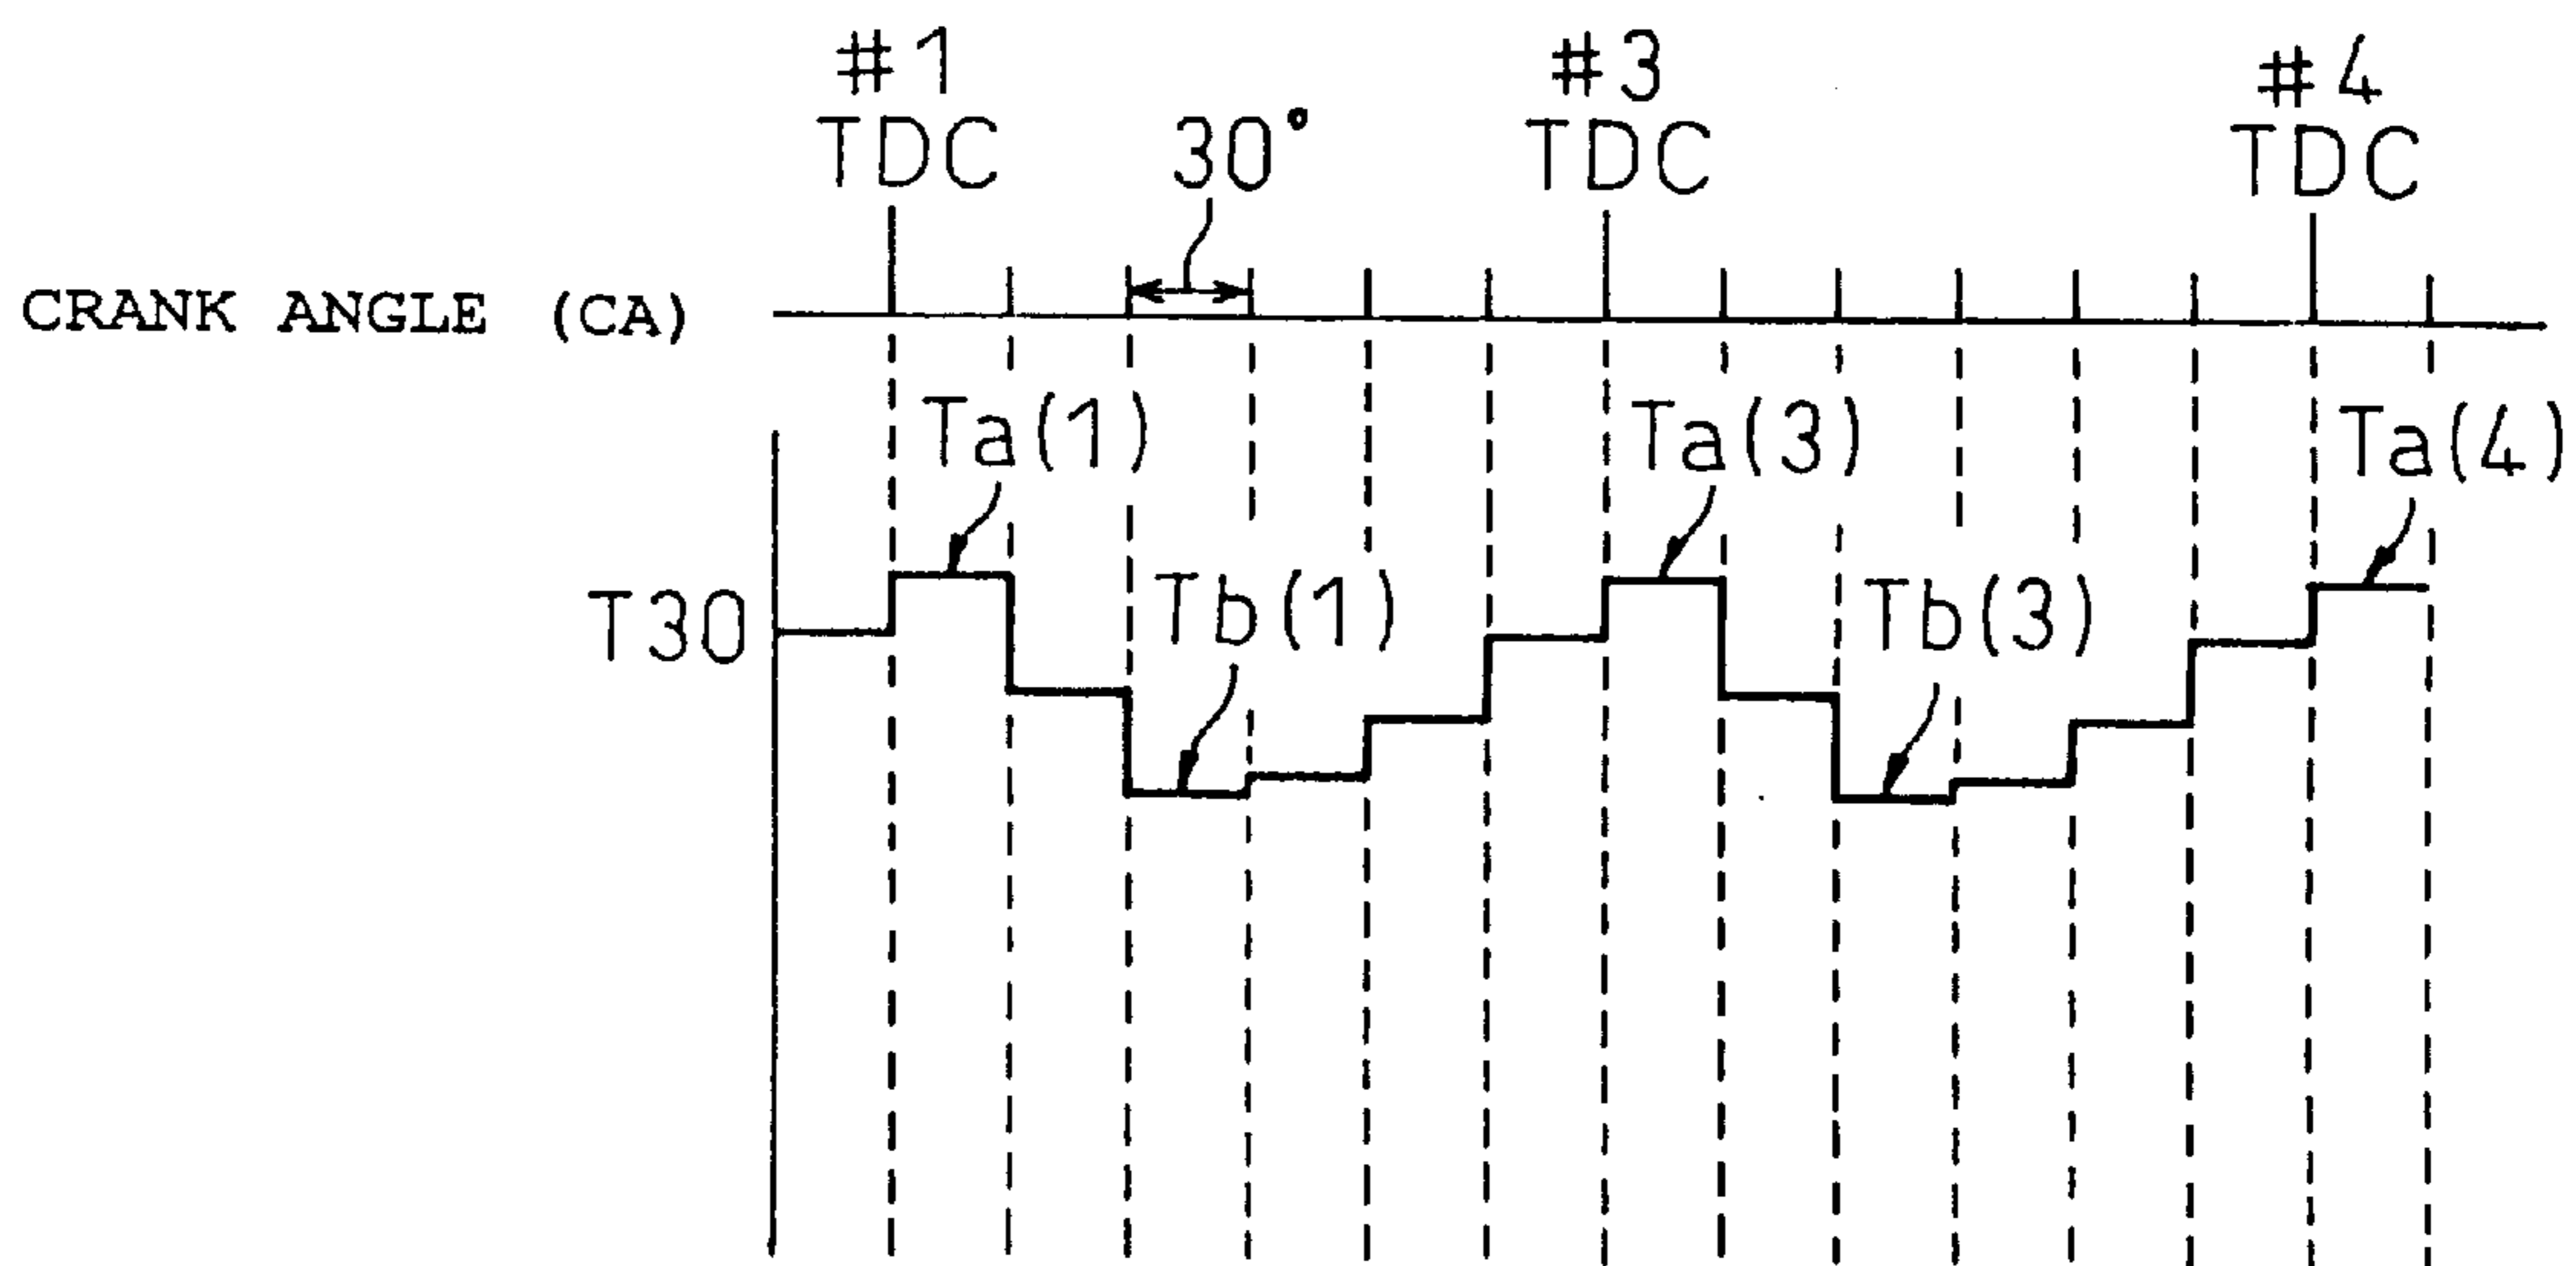 #1
TDC
30°
#3
TDC
#4
TDC
CRANK ANGLE (CA)
Ta(1)
Ta(3)
Ta(4)
T30
Tb(1)
Tb(3)